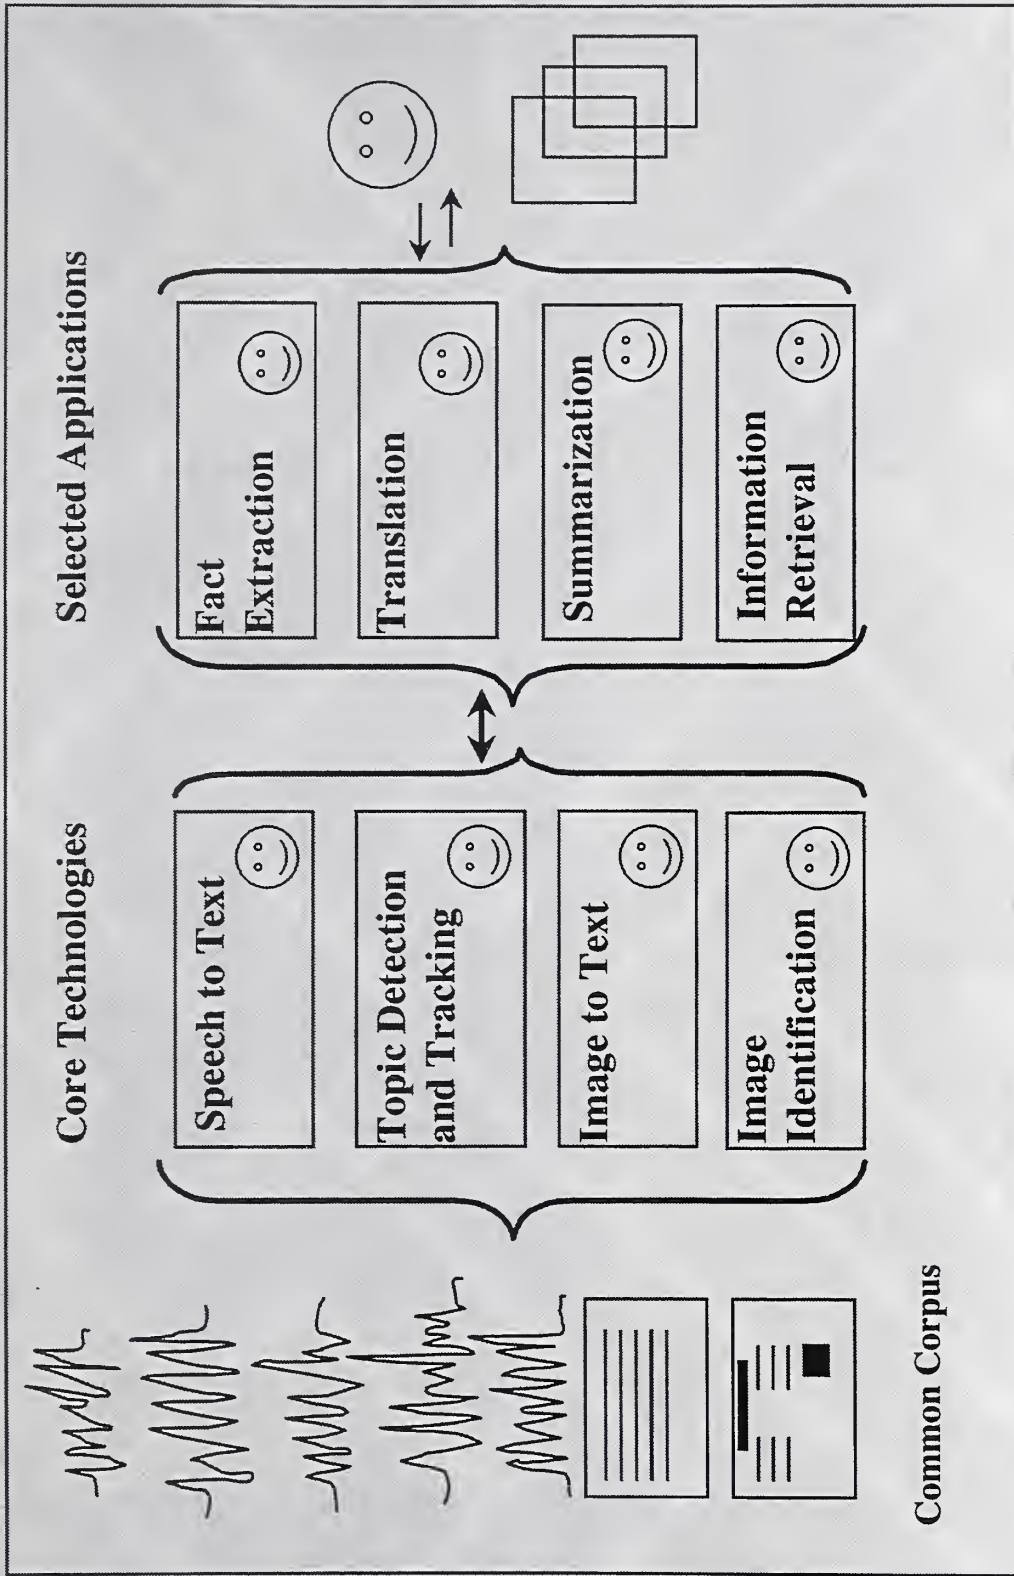 Core Technologies
Selected Applications
Speech to Text
Topic Detection
and Tracking
Image to Text
Image
Identification
Fact
Extraction
Translation
Summarization
Information
Retrieval
Common Corpus